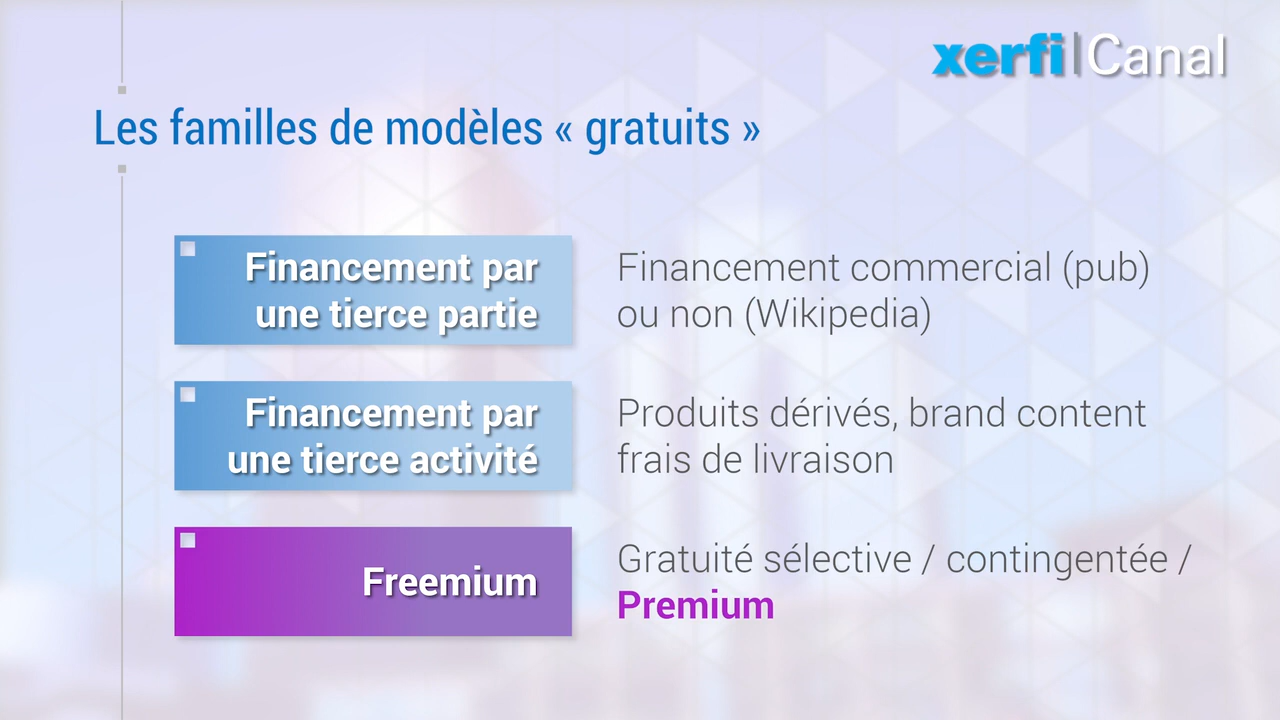 xerfi|Canal
Les familles de modèles « gratuits »
Financement par
une tierce partie
Financement commercial (pub)
ou non (Wikipedia)
Financement par
une tierce activité
Produits dérivés, brand content
frais de livraison
Freemium
Gratuité sélective / contingentée /
Premium